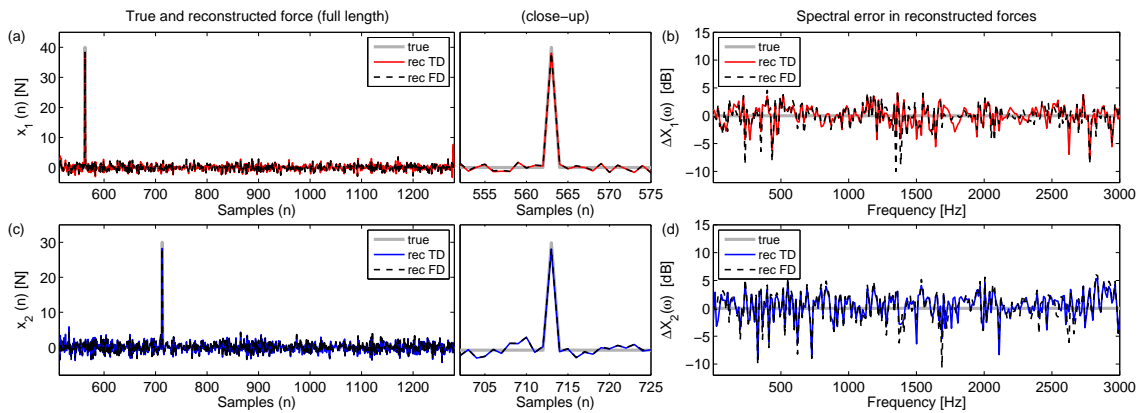 True and reconstructed force (full length)
(close−up)
Spectral error in reconstructed forces
(a)
x1 (n) [N]
40
30
20
10
0
true
rec TD
rec FD
600 700 800 900 1000 1100 1200
Samples (n)
555 560 565 570 575
Samples (n)
(b)
ΔX1(ω) [dB]
15
10
5
0
−5
−10
true
rec TD
rec FD
500 1000 1500 2000 2500 3000
Frequency [Hz]
(c)
x2 (n) [N]
30
20
10
0
true
rec TD
rec FD
600 700 800 900 1000 1100 1200
Samples (n)
705 710 715 720 725
Samples (n)
(d)
ΔX2(ω) [dB]
15
10
5
0
−5
−10
true
rec TD
rec FD
500 1000 1500 2000 2500 3000
Frequency [Hz]